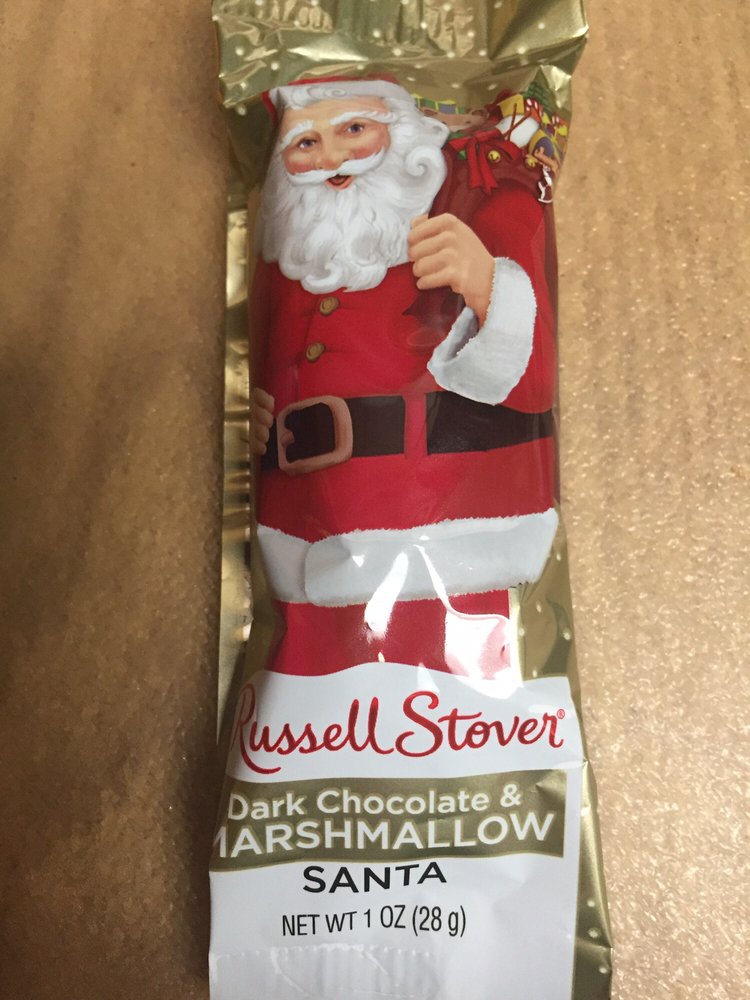 Russell Stover®
Dark Chocolate &
MARSHMALLOW
SANTA
NET WT 1 OZ (28 g)